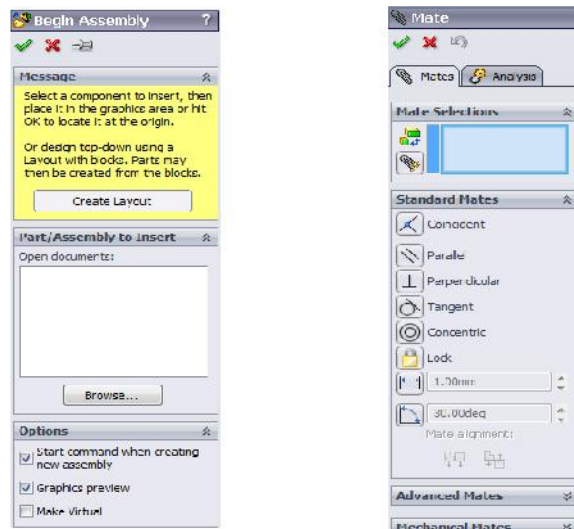 Begin Assembly ?
Message
Select a component to insert, then
place it in the graphics area or hit
OK to locate it at the origin.
Or design top-down using a
Layout with blocks. Parts may
then be created from the blocks.
Create Layout
Part/Assembly to Insert
Open documents:
Browse...
Options
Start command when creating
new assembly
Graphics preview
Make Virtual
Mate
Mates
Analysis
Mate Selections
Standard Mates
Coincident
Parallel
Perpendicular
Tangent
Concentric
Lock
1.00mm
30.00deg
Mate alignment:
Advanced Mates
Mechanical Mates